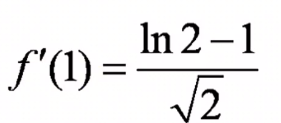 f′(1) = (ln 2 − 1)/√2